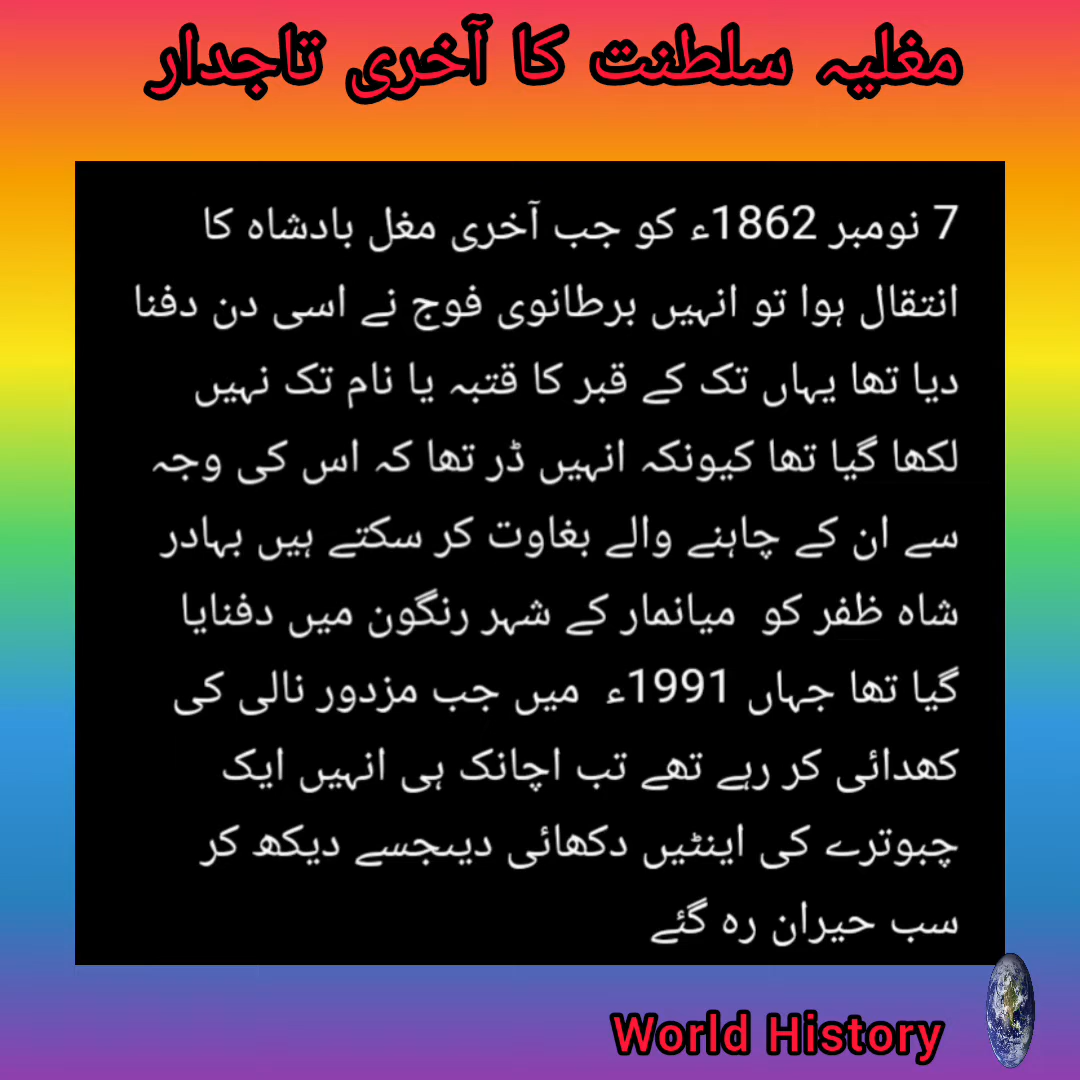 مغلیہ سلطنت کا آخری تاجدار
7 نومبر 1862ء کو جب آخری مغل بادشاہ کا
انتقال ہوا تو انہیں برطانوی فوج نے اسی دن دفنا
دیا تھا یہاں تک کے قبر کا قتبہ یا نام تک نہیں
لکھا گیا تھا کیونکہ انہیں ڈر تھا کہ اس کی وجہ
سے ان کے چاہنے والے بغاوت کر سکتے ہیں بہادر
شاہ ظفر کو میانمار کے شہر رنگون میں دفنایا
گیا تھا جہاں 1991ء میں جب مزدور نالی کی
کھدائی کر رہے تھے تب اچانک ہی انہیں ایک
چبوترے کی اینٹیں دکھائی دیںجسے دیکھ کر
سب حیران رہ گئے
World History